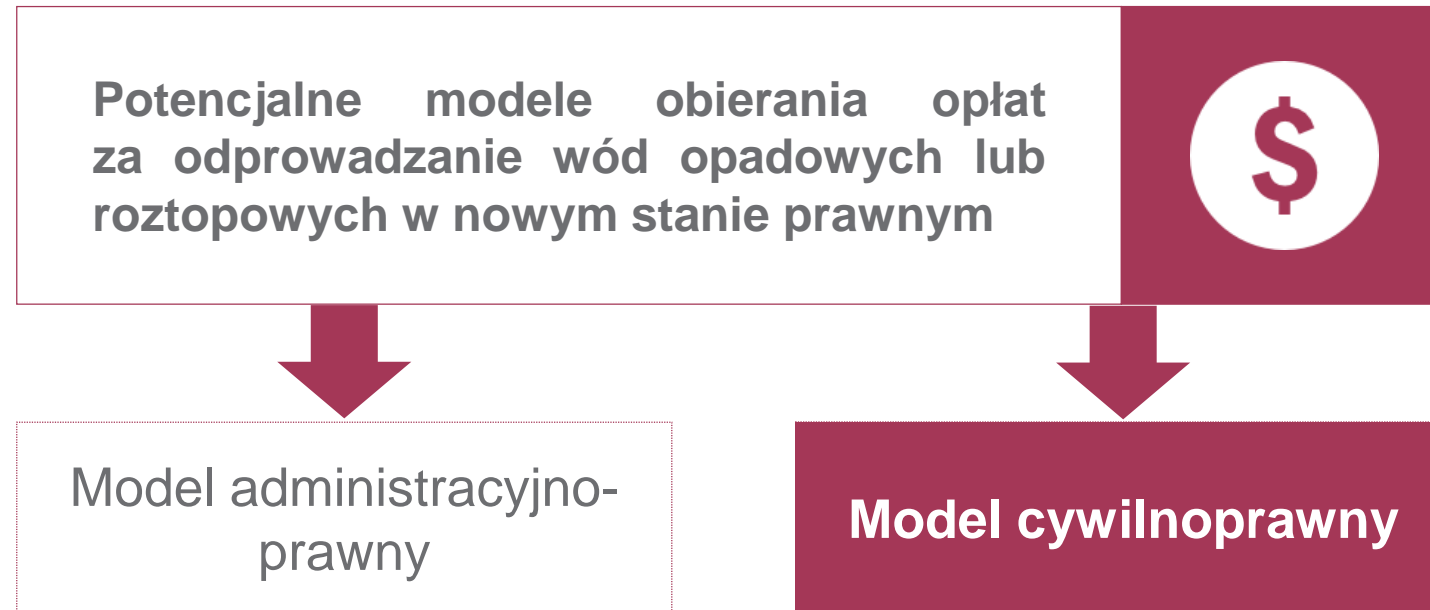 Potencjalne modele obierania opłat
za odprowadzanie wód opadowych lub
roztopowych w nowym stanie prawnym
$
Model administracyjno-
prawny
Model cywilnoprawny